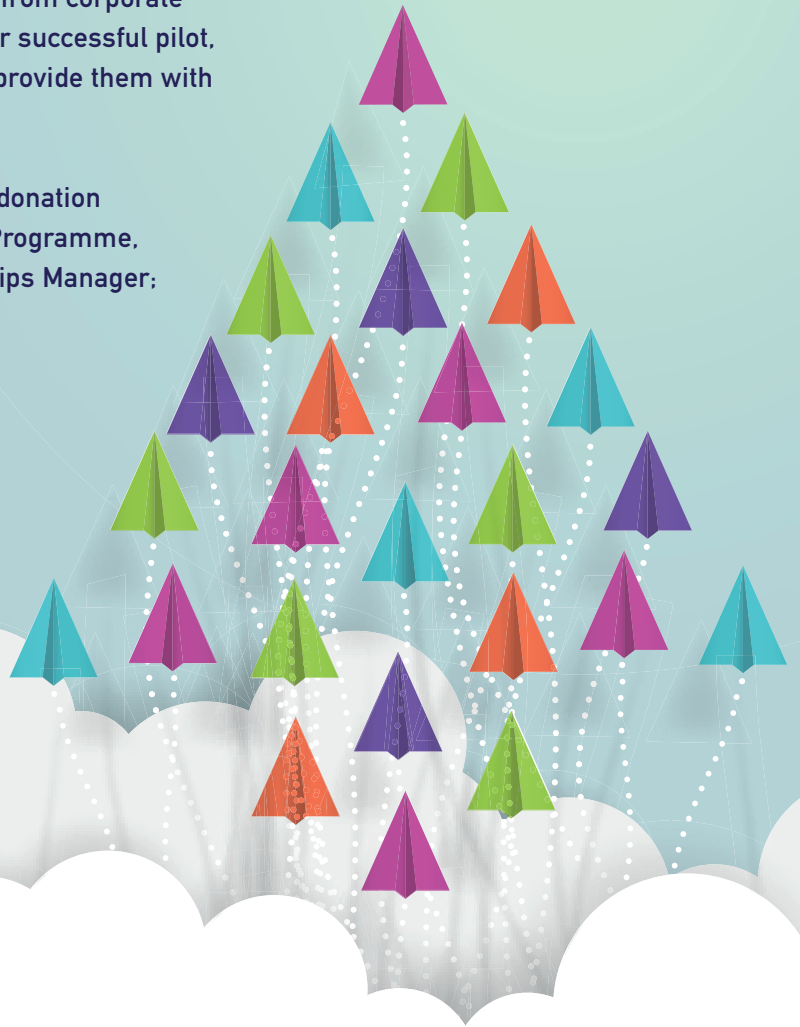 from corporate
r successful pilot,
provide them with
donation
Programme,
ips Manager;